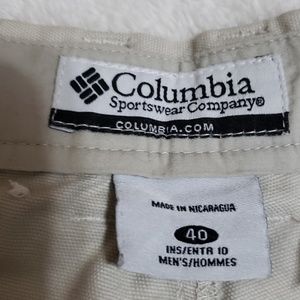 Columbia
Sportswear Company®
COLUMBIA.COM
MADE IN NICARAGUA
40
INS/ENTR 10
MEN'S/HOMMES